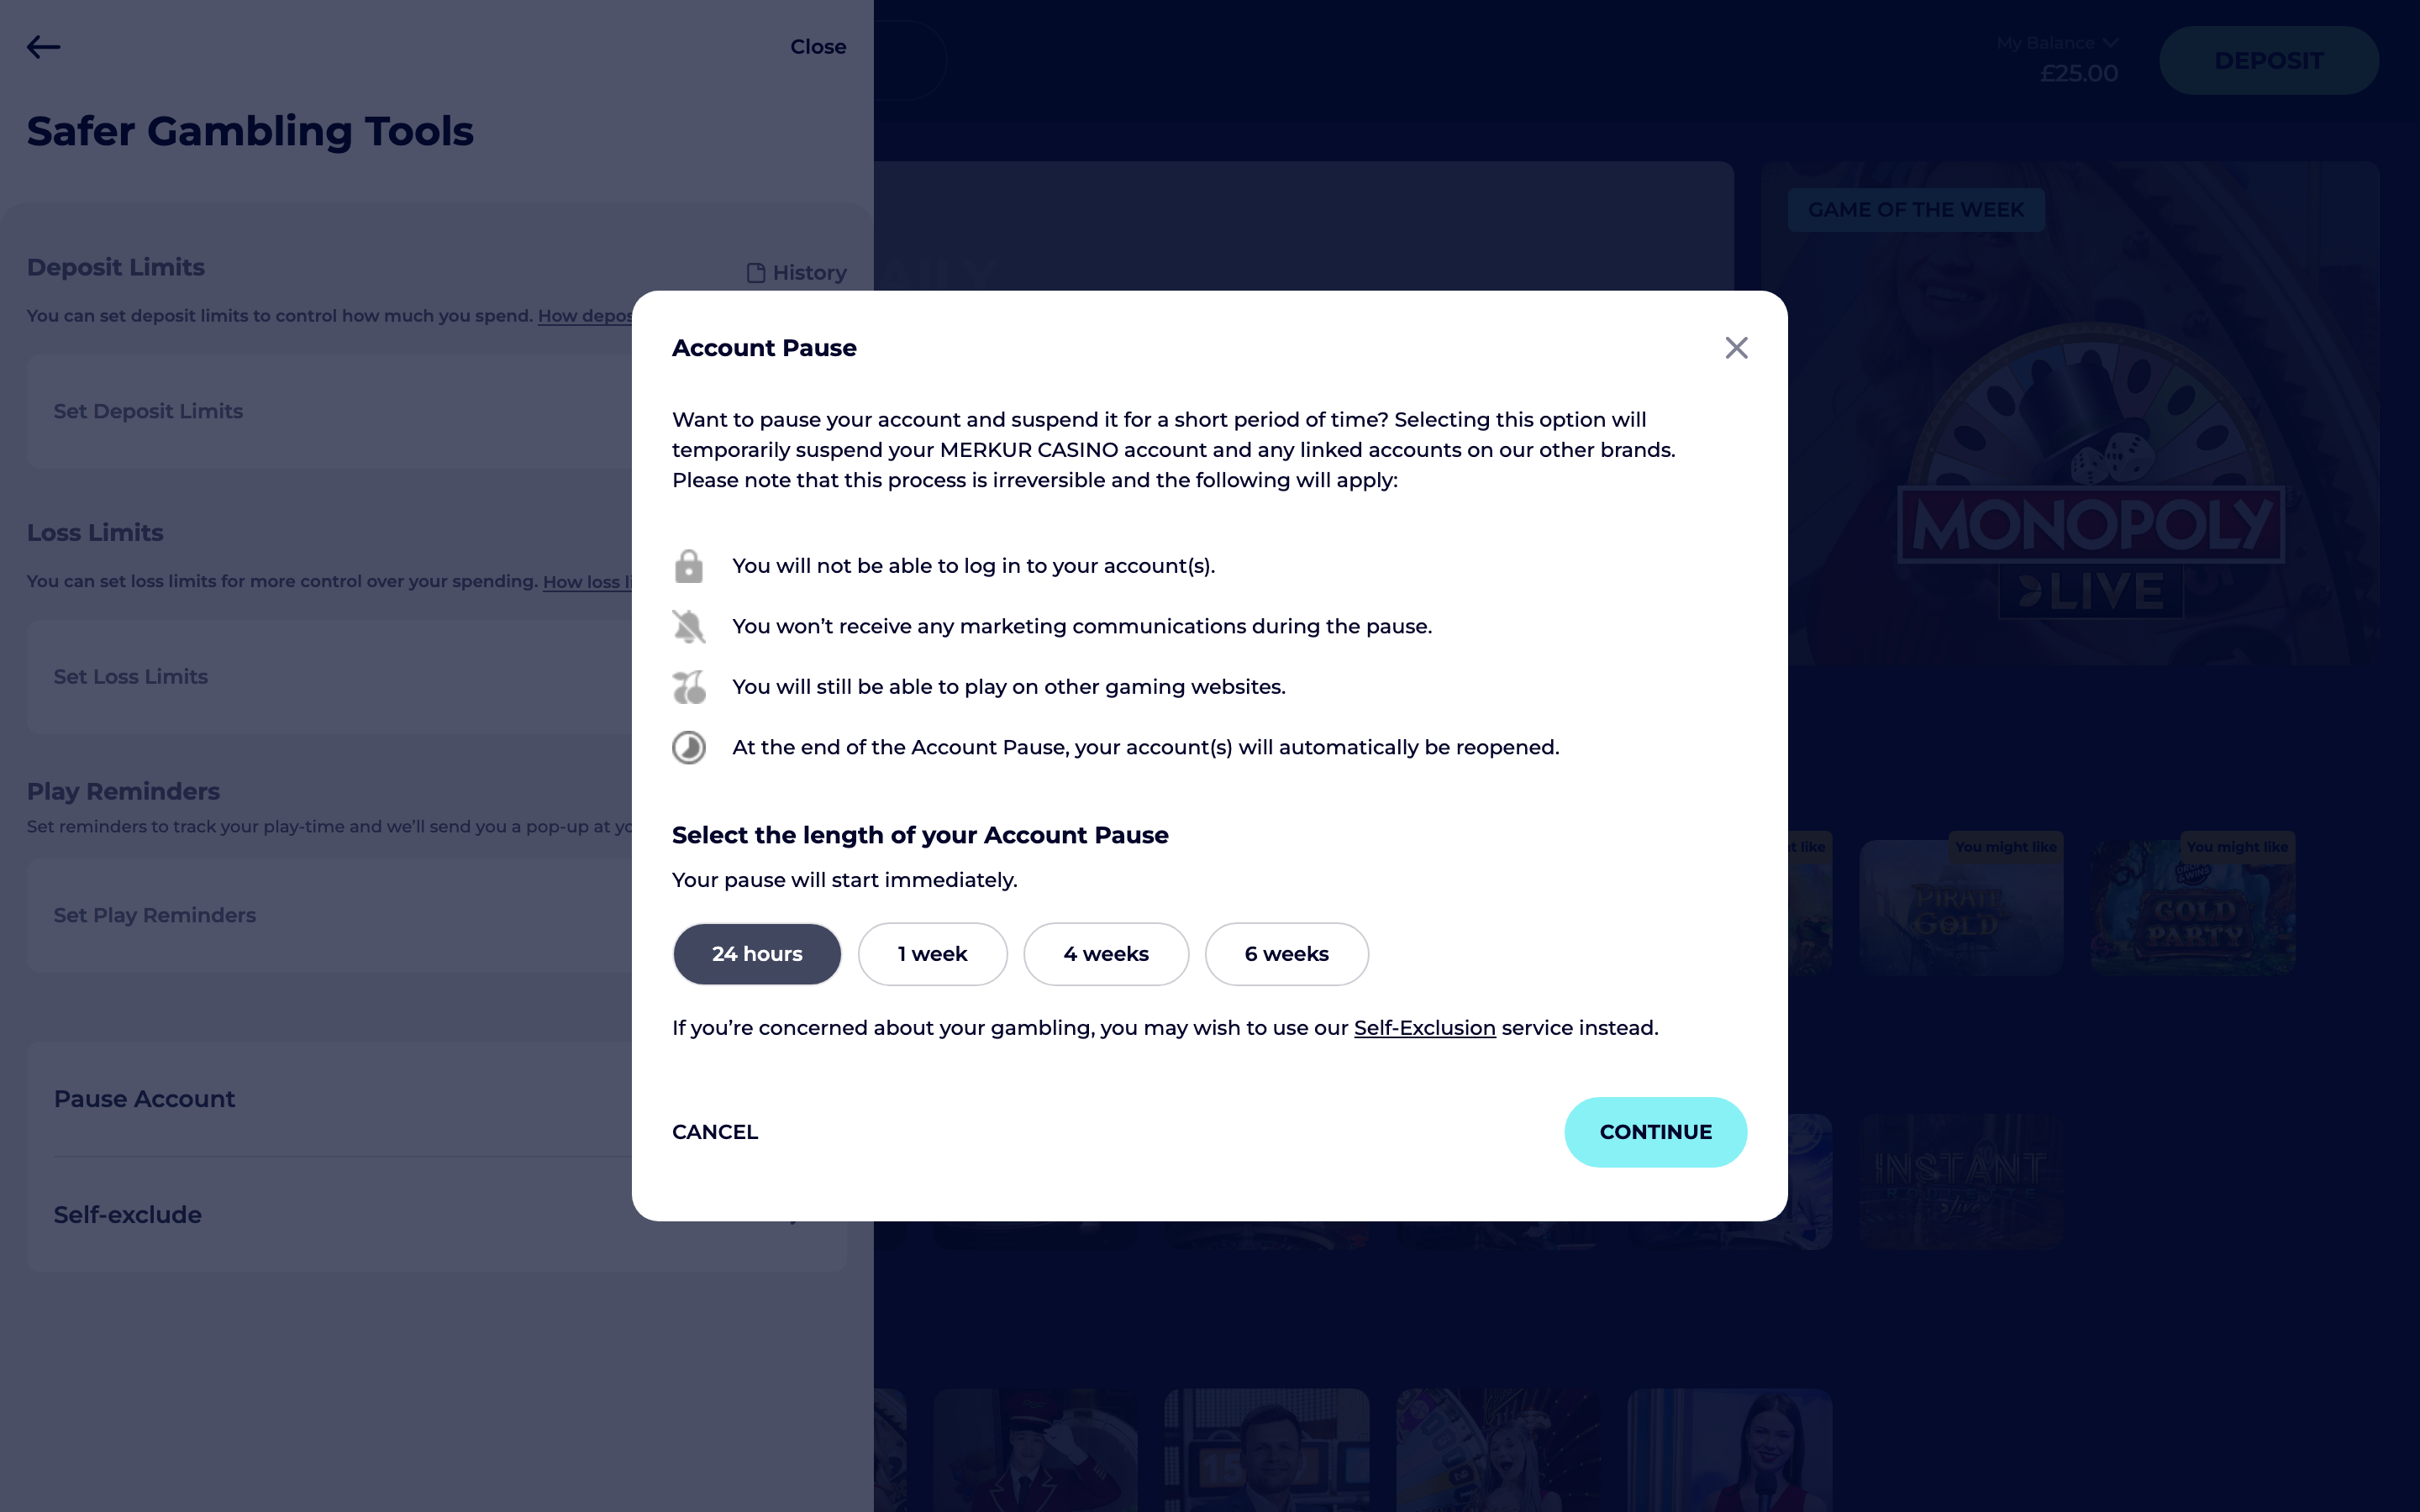 Close
My Balance
£25.00
DEPOSIT
Safer Gambling Tools
GAME OF THE WEEK
Deposit Limits
History
You can set deposit limits to control how much you spend. How
Set Deposit Limits
Loss Limits
You can set loss limits for more control over your spending. How loss
Set Loss Limits
Play Reminders
Set reminders to track your play-time and we'll send you a pop-up at
Set Play Reminders
Pause Account
Self-exclude
Account Pause
Want to pause your account and suspend it for a short period of time? Selecting this option will
temporarily suspend your MERKUR CASINO account and any linked accounts on our other brands.
Please note that this process is irreversible and the following will apply:
You will not be able to log in to your account(s).
You won’t receive any marketing communications during the pause.
You will still be able to play on other gaming websites.
At the end of the Account Pause, your account(s) will automatically be reopened.
Select the length of your Account Pause
Your pause will start immediately.
24 hours
1 week
4 weeks
6 weeks
If you’re concerned about your gambling, you may wish to use our Self-Exclusion service instead.
CANCEL
CONTINUE
MONOPOLY
LIVE
like
You might like
PIRATE
GOLD
You might like
GOLD
PARTY
INSTANT
ROULETTE
live